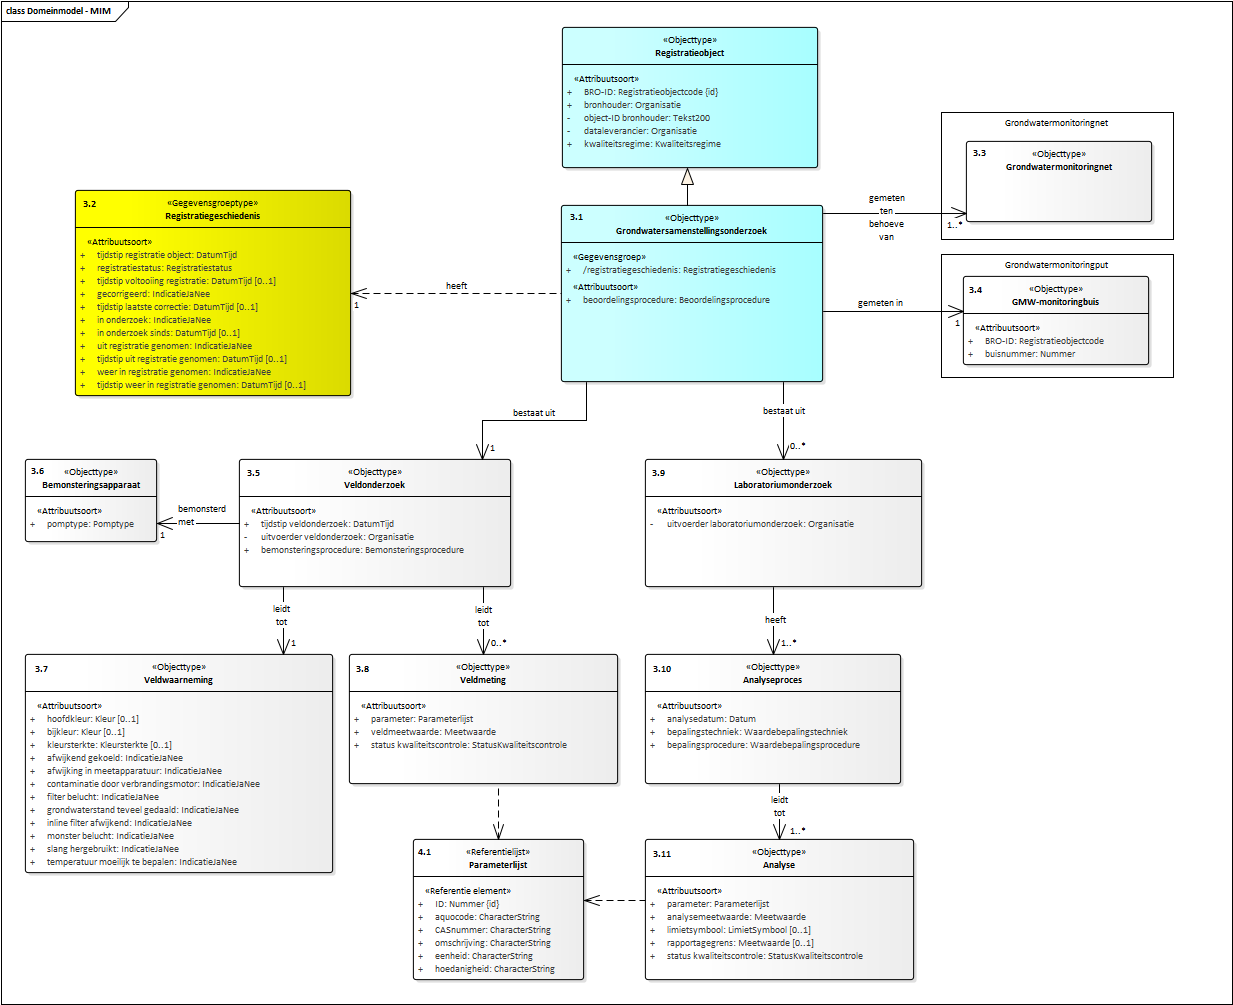 class Domeinmodel - MIM
«Objecttype»
Registratieobject
«Attribuutsoort»
+ BRO-ID: Registratieobjectcode {id}
+ bronhouder: Organisatie
- object-ID bronhouder: Tekst200
- dataleverancier: Organisatie
+ kwaliteitsregime: Kwaliteitsregime
Grondwatermonitoringnet
3.3 «Objecttype»
Grondwatermonitoringnet
gemeten
ten
behoeve
van
1..*
3.2 «Gegevensgroeptype»
Registratiegeschiedenis
«Attribuutsoort»
+ tijdstip registratie object: DatumTijd
+ registratiestatus: Registratiestatus
+ tijdstip voltooiing registratie: DatumTijd [0..1]
+ gecorrigeerd: IndicatieJaNee
+ tijdstip laatste correctie: DatumTijd [0..1]
+ in onderzoek: IndicatieJaNee
+ in onderzoek sinds: DatumTijd [0..1]
+ uit registratie genomen: IndicatieJaNee
+ tijdstip uit registratie genomen: DatumTijd [0..1]
+ weer in registratie genomen: IndicatieJaNee
+ tijdstip weer in registratie genomen: DatumTijd [0..1]
heeft
1
3.1 «Objecttype»
Grondwatersamenstellingsonderzoek
«Gegevensgroep»
+ /registratiegeschiedenis: Registratiegeschiedenis
«Attribuutsoort»
+ beoordelingsprocedure: Beoordelingsprocedure
gemeten in
1
Grondwatermonitoringput
3.4 «Objecttype»
GMW-monitoringbuis
«Attribuutsoort»
+ BRO-ID: Registratieobjectcode
+ buisnummer: Nummer
bestaat uit
1
bestaat uit
0..*
3.6 «Objecttype»
Bemonsteringsapparaat
«Attribuutsoort»
+ pomptype: Pomptype
bemonsterd
met
1
3.5 «Objecttype»
Veldonderzoek
«Attribuutsoort»
+ tijdstip veldonderzoek: DatumTijd
- uitvoerder veldonderzoek: Organisatie
+ bemonsteringsprocedure: Bemonsteringsprocedure
3.9 «Objecttype»
Laboratoriumonderzoek
«Attribuutsoort»
- uitvoerder laboratoriumonderzoek: Organisatie
leidt
tot
1
leidt
tot
0..*
heeft
1..*
3.7 «Objecttype»
Veldwaarneming
«Attribuutsoort»
+ hoofdkleur: Kleur [0..1]
+ bijkleur: Kleur [0..1]
+ kleursterkte: Kleursterkte [0..1]
+ afwijkend gekoeld: IndicatieJaNee
+ afwijking in meetapparatuur: IndicatieJaNee
+ contaminatie door verbrandingsmotor: IndicatieJaNee
+ filter belucht: IndicatieJaNee
+ grondwaterstand teveel gedaald: IndicatieJaNee
+ inline filter afwijkend: IndicatieJaNee
+ monster belucht: IndicatieJaNee
+ slang hergebruikt: IndicatieJaNee
+ temperatuur moeilijk te bepalen: IndicatieJaNee
3.8 «Objecttype»
Veldmeting
«Attribuutsoort»
+ parameter: Parameterlijst
+ veldmeetwaarde: Meetwaarde
+ status kwaliteitscontrole: StatusKwaliteitscontrole
3.10 «Objecttype»
Analyseproces
«Attribuutsoort»
+ analysedatum: Datum
+ bepalingstechniek: Waardebepalingstechniek
+ bepalingsprocedure: Waardebepalingsprocedure
leidt
tot
1..*
4.1 «Referentielijst»
Parameterlijst
«Referentie element»
+ ID: Nummer {id}
+ aquocode: CharacterString
+ CASnummer: CharacterString
+ omschrijving: CharacterString
+ eenheid: CharacterString
+ hoedanigheid: CharacterString
3.11 «Objecttype»
Analyse
«Attribuutsoort»
+ parameter: Parameterlijst
+ analysemeetwaarde: Meetwaarde
+ limietsymbool: LimietSymbool [0..1]
+ rapportagegrens: Meetwaarde [0..1]
+ status kwaliteitscontrole: StatusKwaliteitscontrole